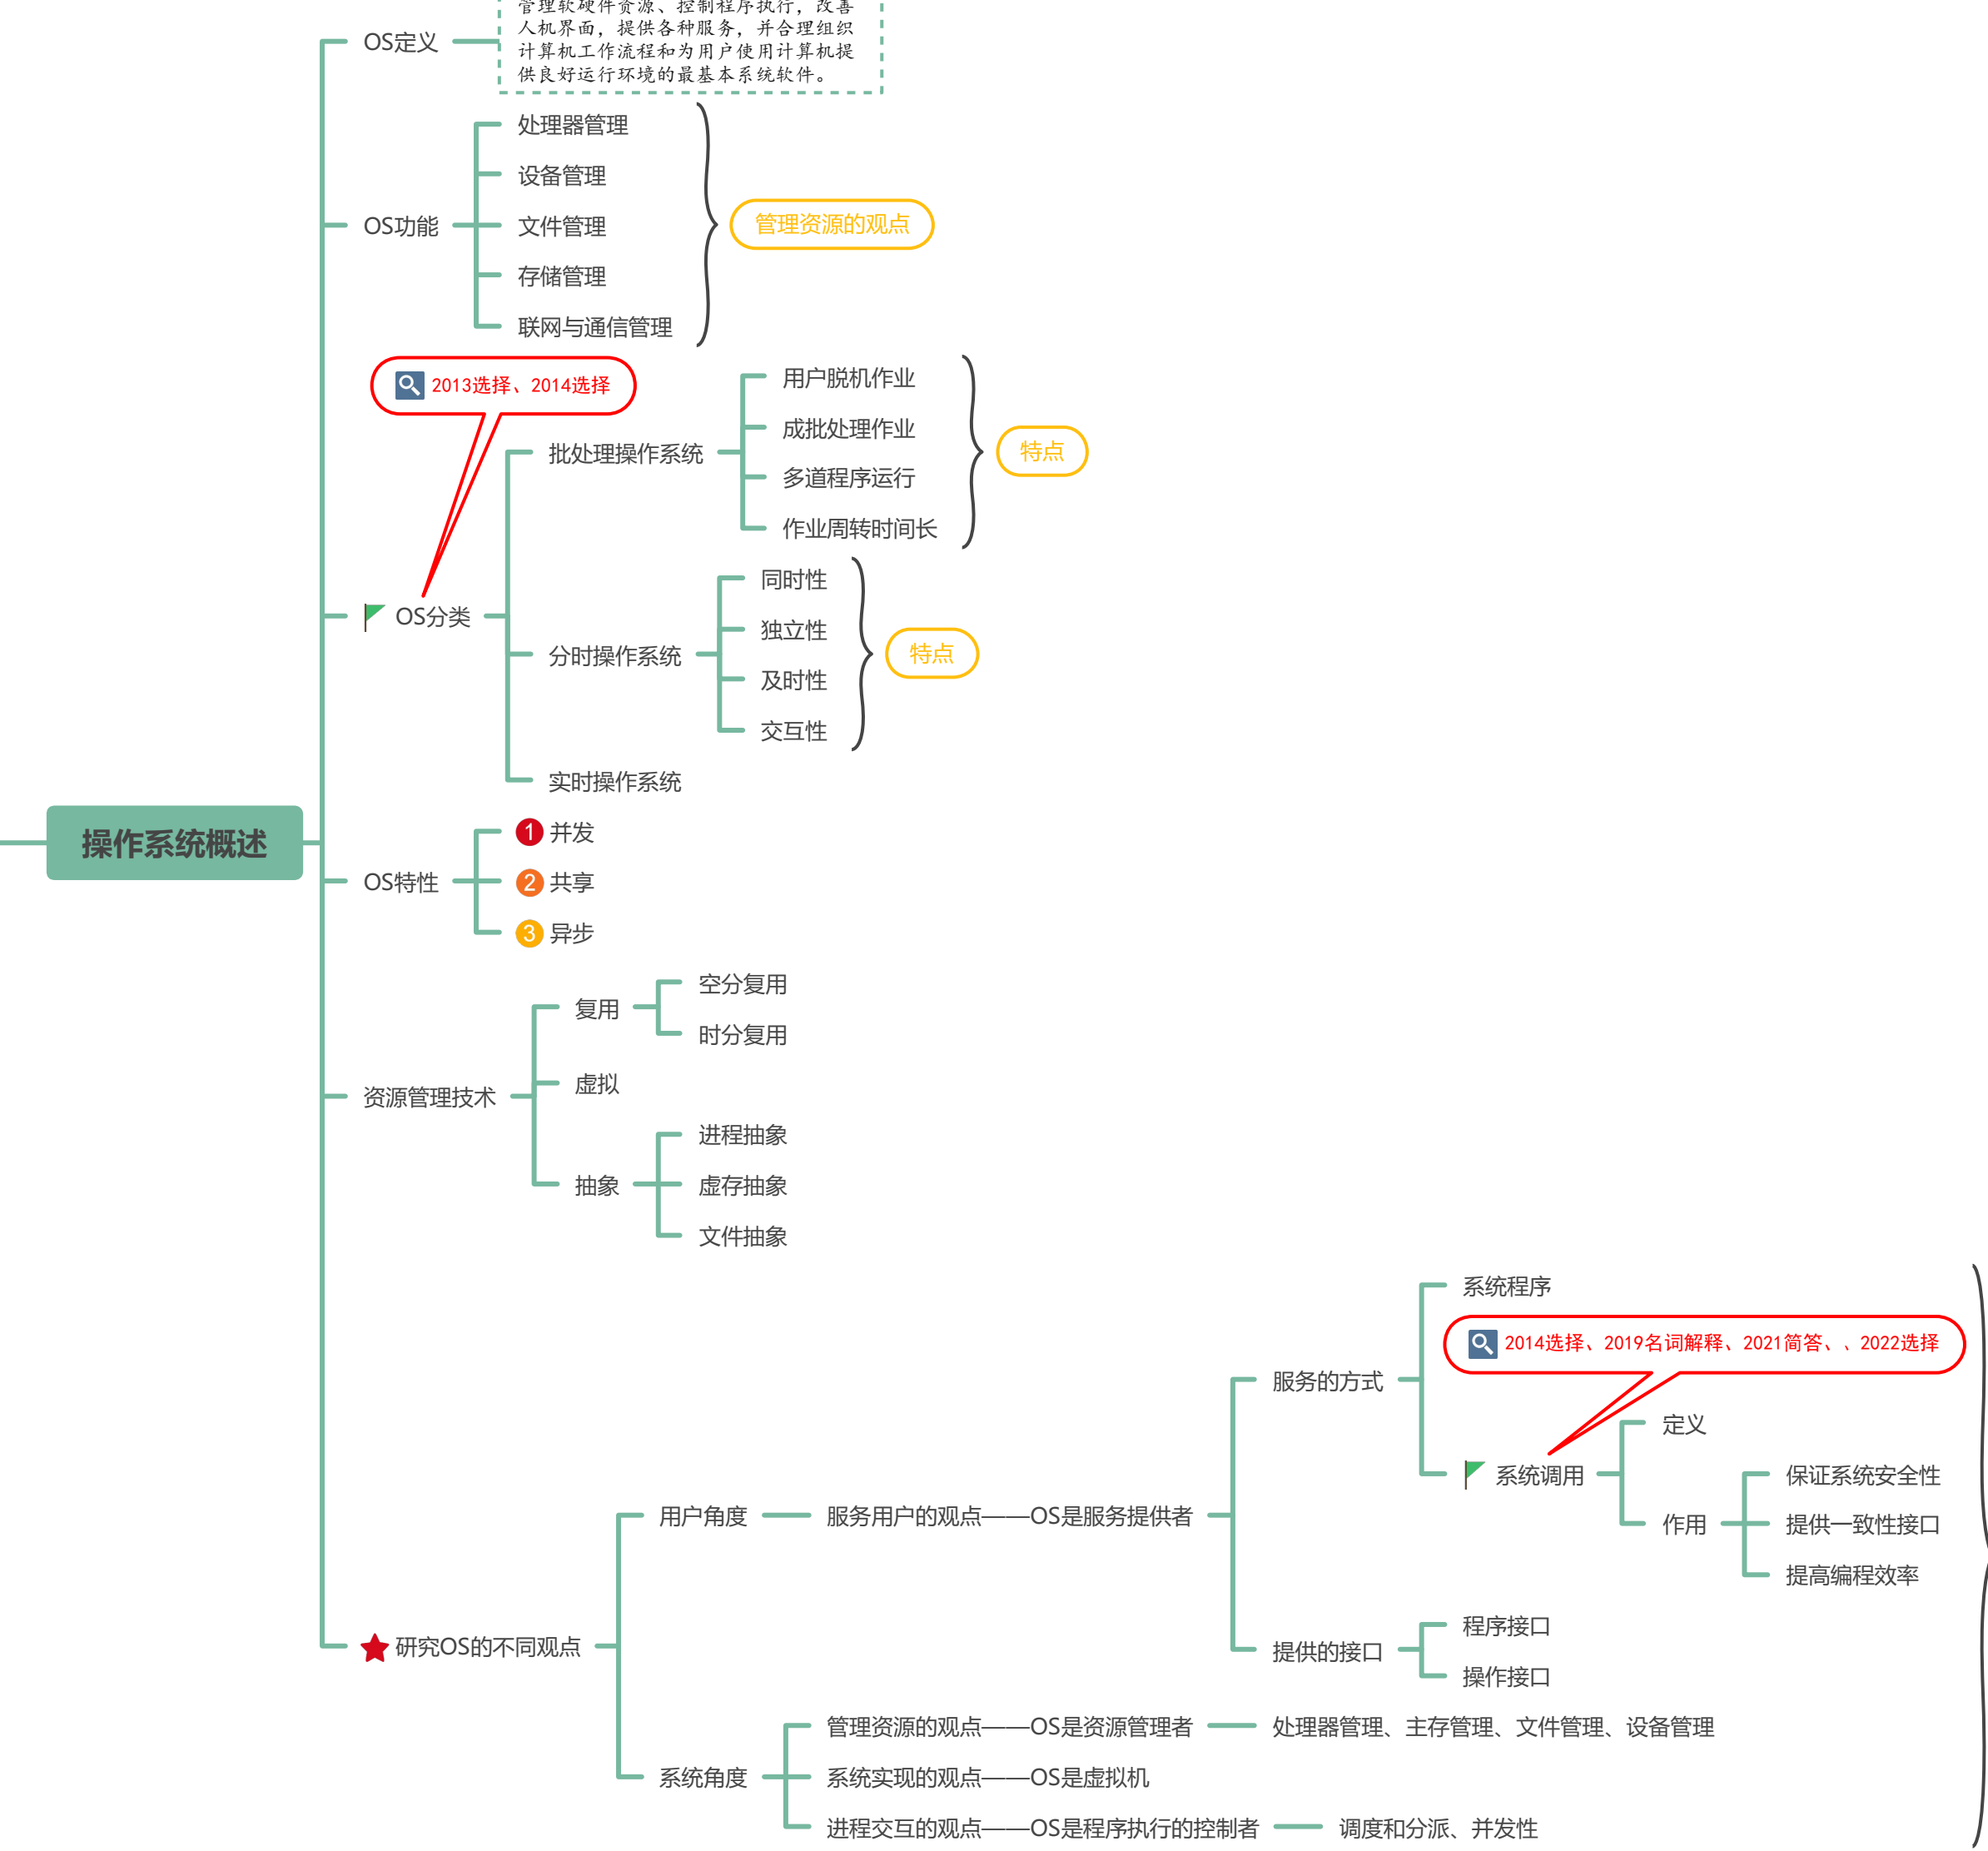 管理软硬件资源、控制程序执行，改善
人机界面，提供各种服务，并合理组织
计算机工作流程和为用户使用计算机提
供良好运行环境的最基本系统软件。
OS定义
处理器管理
设备管理
OS功能
文件管理
管理资源的观点
存储管理
联网与通信管理
2013选择、2014选择
用户脱机作业
成批处理作业
批处理操作系统
特点
多道程序运行
作业周转时间长
同时性
OS分类
独立性
分时操作系统
特点
及时性
交互性
实时操作系统
操作系统概述
1 并发
OS特性
2 共享
3 异步
空分复用
复用
时分复用
资源管理技术
虚拟
进程抽象
抽象
虚存抽象
文件抽象
系统程序
2014选择、2019名词解释、2021简答、、2022选择
服务的方式
定义
系统调用
保证系统安全性
作用
提供一致性接口
提高编程效率
用户角度
服务用户的观点——OS是服务提供者
研究OS的不同观点
程序接口
提供的接口
操作接口
管理资源的观点——OS是资源管理者
处理器管理、主存管理、文件管理、设备管理
系统角度
系统实现的观点——OS是虚拟机
进程交互的观点——OS是程序执行的控制者
调度和分派、并发性